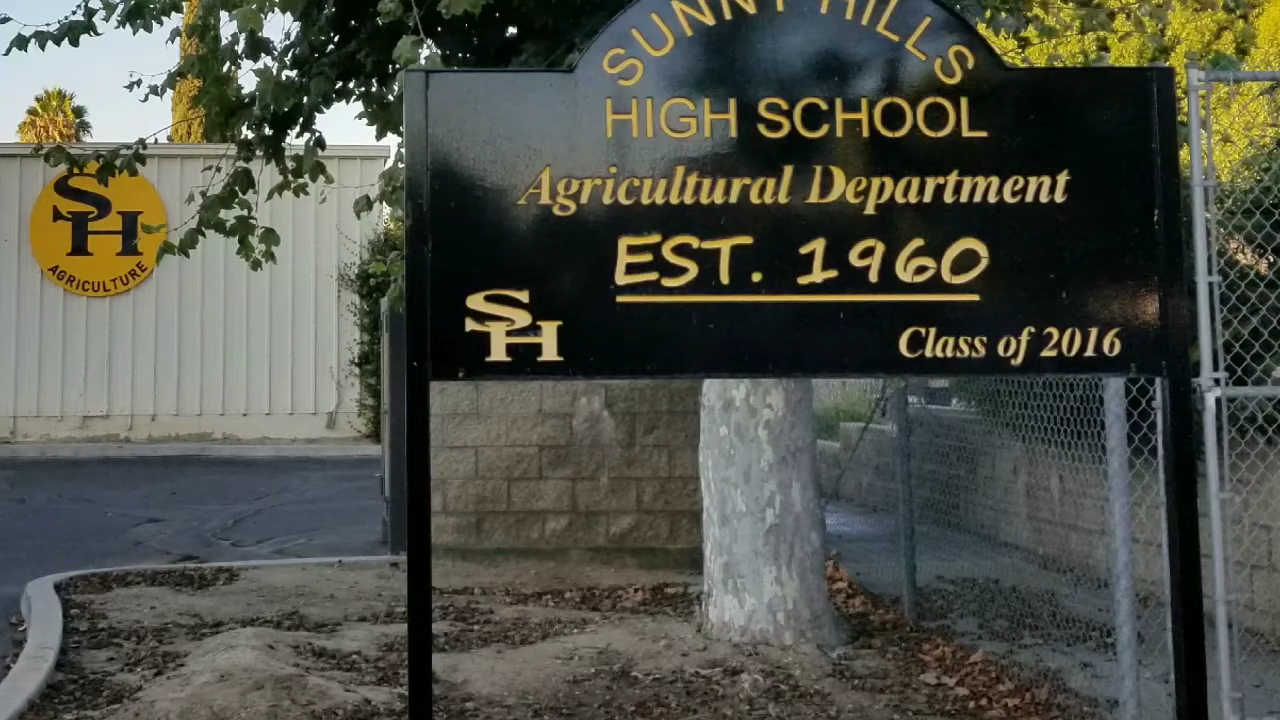 SUNNY HILLS
HIGH SCHOOL
Agricultural Department
EST. 1960
SH
Class of 2016
SH
AGRICULTURE